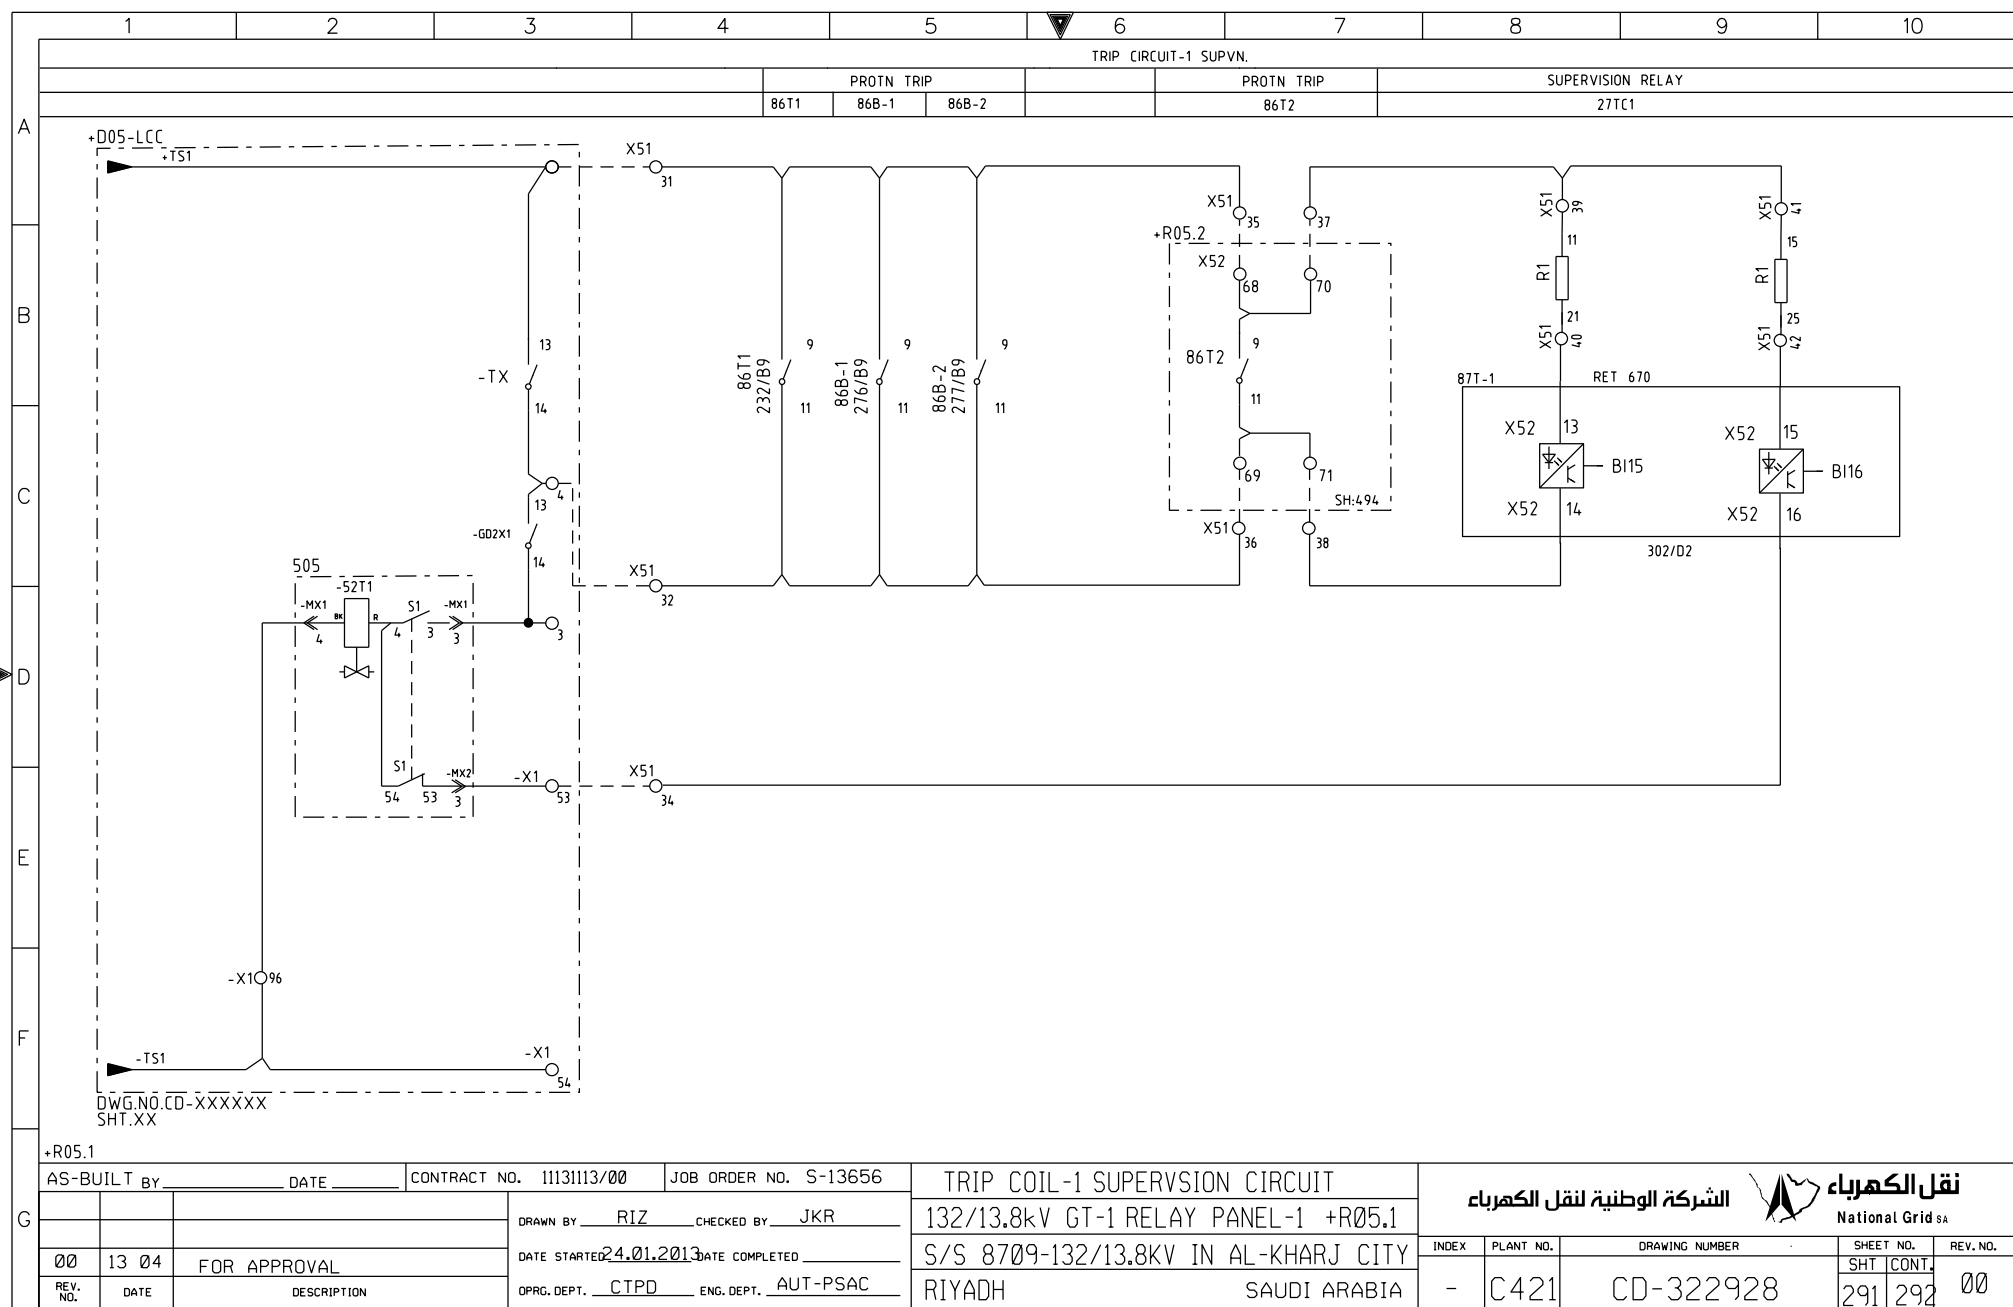 1 2 3 4 5 6 7 8 9 10
TRIP CIRCUIT-1 SUPVN.
PROTN TRIP PROTN TRIP SUPERVISION RELAY
86T1 86B-1 86B-2 86T2 27TC1
A
B
C
D
E
F
G
+D05-LCC
+TS1
X51
31
X51
35
37
+R05.2
X52
68
70
86T2
9
11
69
71
SH:494
X51
36
38
X51
39
11
R1
21
X51
40
X51
41
15
R1
25
X51
42
13
-TX
14
4
13
-GD2X1
14
86T1
232/B9
9
11
86B-1
276/B9
9
11
86B-2
277/B9
9
11
87T-1
RET 670
X52 13
BI15
X52 14
X52 15
BI16
X52 16
302/D2
505
-52T1
-MX1
4
BK
R
S1
4
3
-MX1
3
3
X51
32
S1
54
53
-MX2
3
-X1
53
X51
34
-X1 96
-TS1
-X1
54
DWG.NO.CD-XXXXXX
SHT.XX
+R05.1
AS-BUILT BY DATE
CONTRACT NO. 11131113/00
JOB ORDER NO. S-13656
DRAWN BY RIZ CHECKED BY JKR
DATE STARTED 24.01.2013 DATE COMPLETED
OPRG.DEPT. CTPD ENG.DEPT. AUT-PSAC
00 13 04 FOR APPROVAL
REV. NO. DATE DESCRIPTION
TRIP COIL-1 SUPERVSION CIRCUIT
132/13.8kV GT-1 RELAY PANEL-1 +R05.1
S/S 8709-132/13.8KV IN AL-KHARJ CITY
RIYADH SAUDI ARABIA
الشركة الوطنية لنقل الكهرباء
نقل الكهرباء
National Grid SA
INDEX PLANT NO. DRAWING NUMBER SHEET NO. REV. NO.
SHT CONT.
- C421 CD-322928 291 292 00